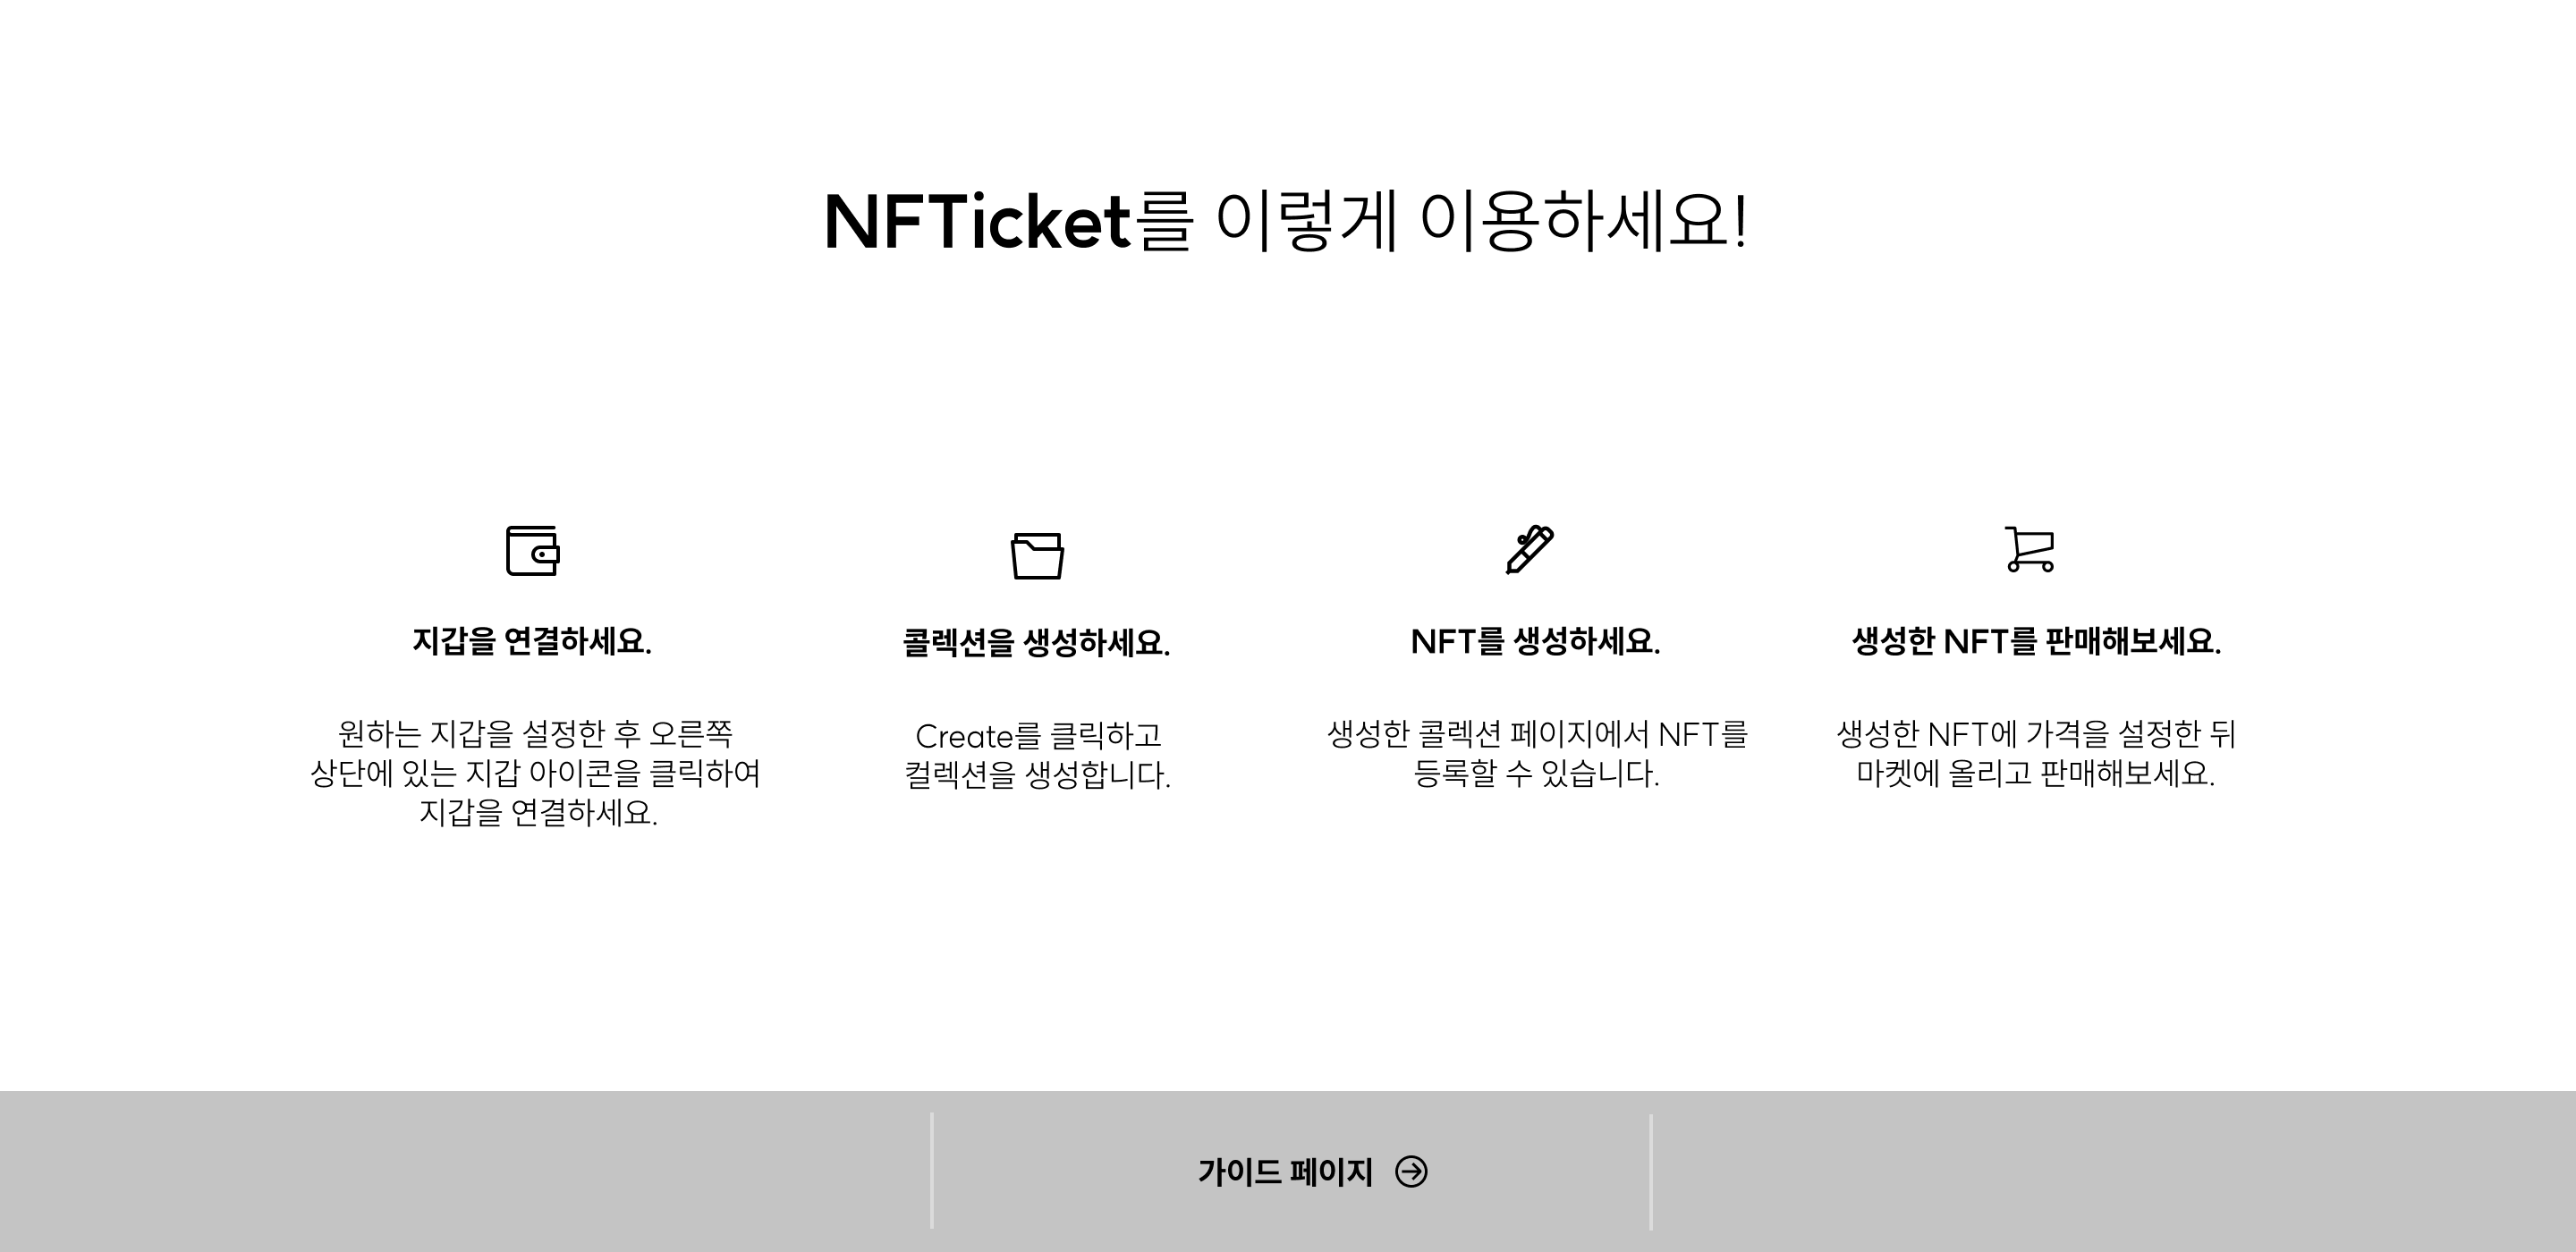 NFTicket를 이렇게 이용하세요!
지갑을 연결하세요.
원하는 지갑을 설정한 후 오른쪽
상단에 있는 지갑 아이콘을 클릭하여
지갑을 연결하세요.
콜렉션을 생성하세요.
Create를 클릭하고
컬렉션을 생성합니다.
NFT를 생성하세요.
생성한 콜렉션 페이지에서 NFT를
등록할 수 있습니다.
생성한 NFT를 판매해보세요.
생성한 NFT에 가격을 설정한 뒤
마켓에 올리고 판매해보세요.
가이드 페이지